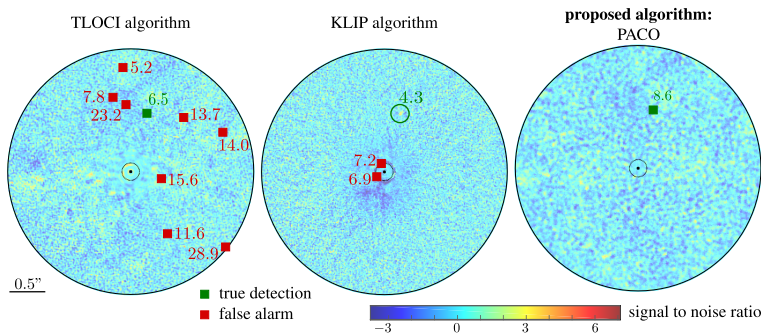 TLOCI algorithm
KLIP algorithm
proposed algorithm:
PACO
5.2
7.8
6.5
23.2
13.7
14.0
15.6
11.6
28.9
4.3
7.2
6.9
8.6
0.5”
true detection
false alarm
−3 0 3 6
signal to noise ratio